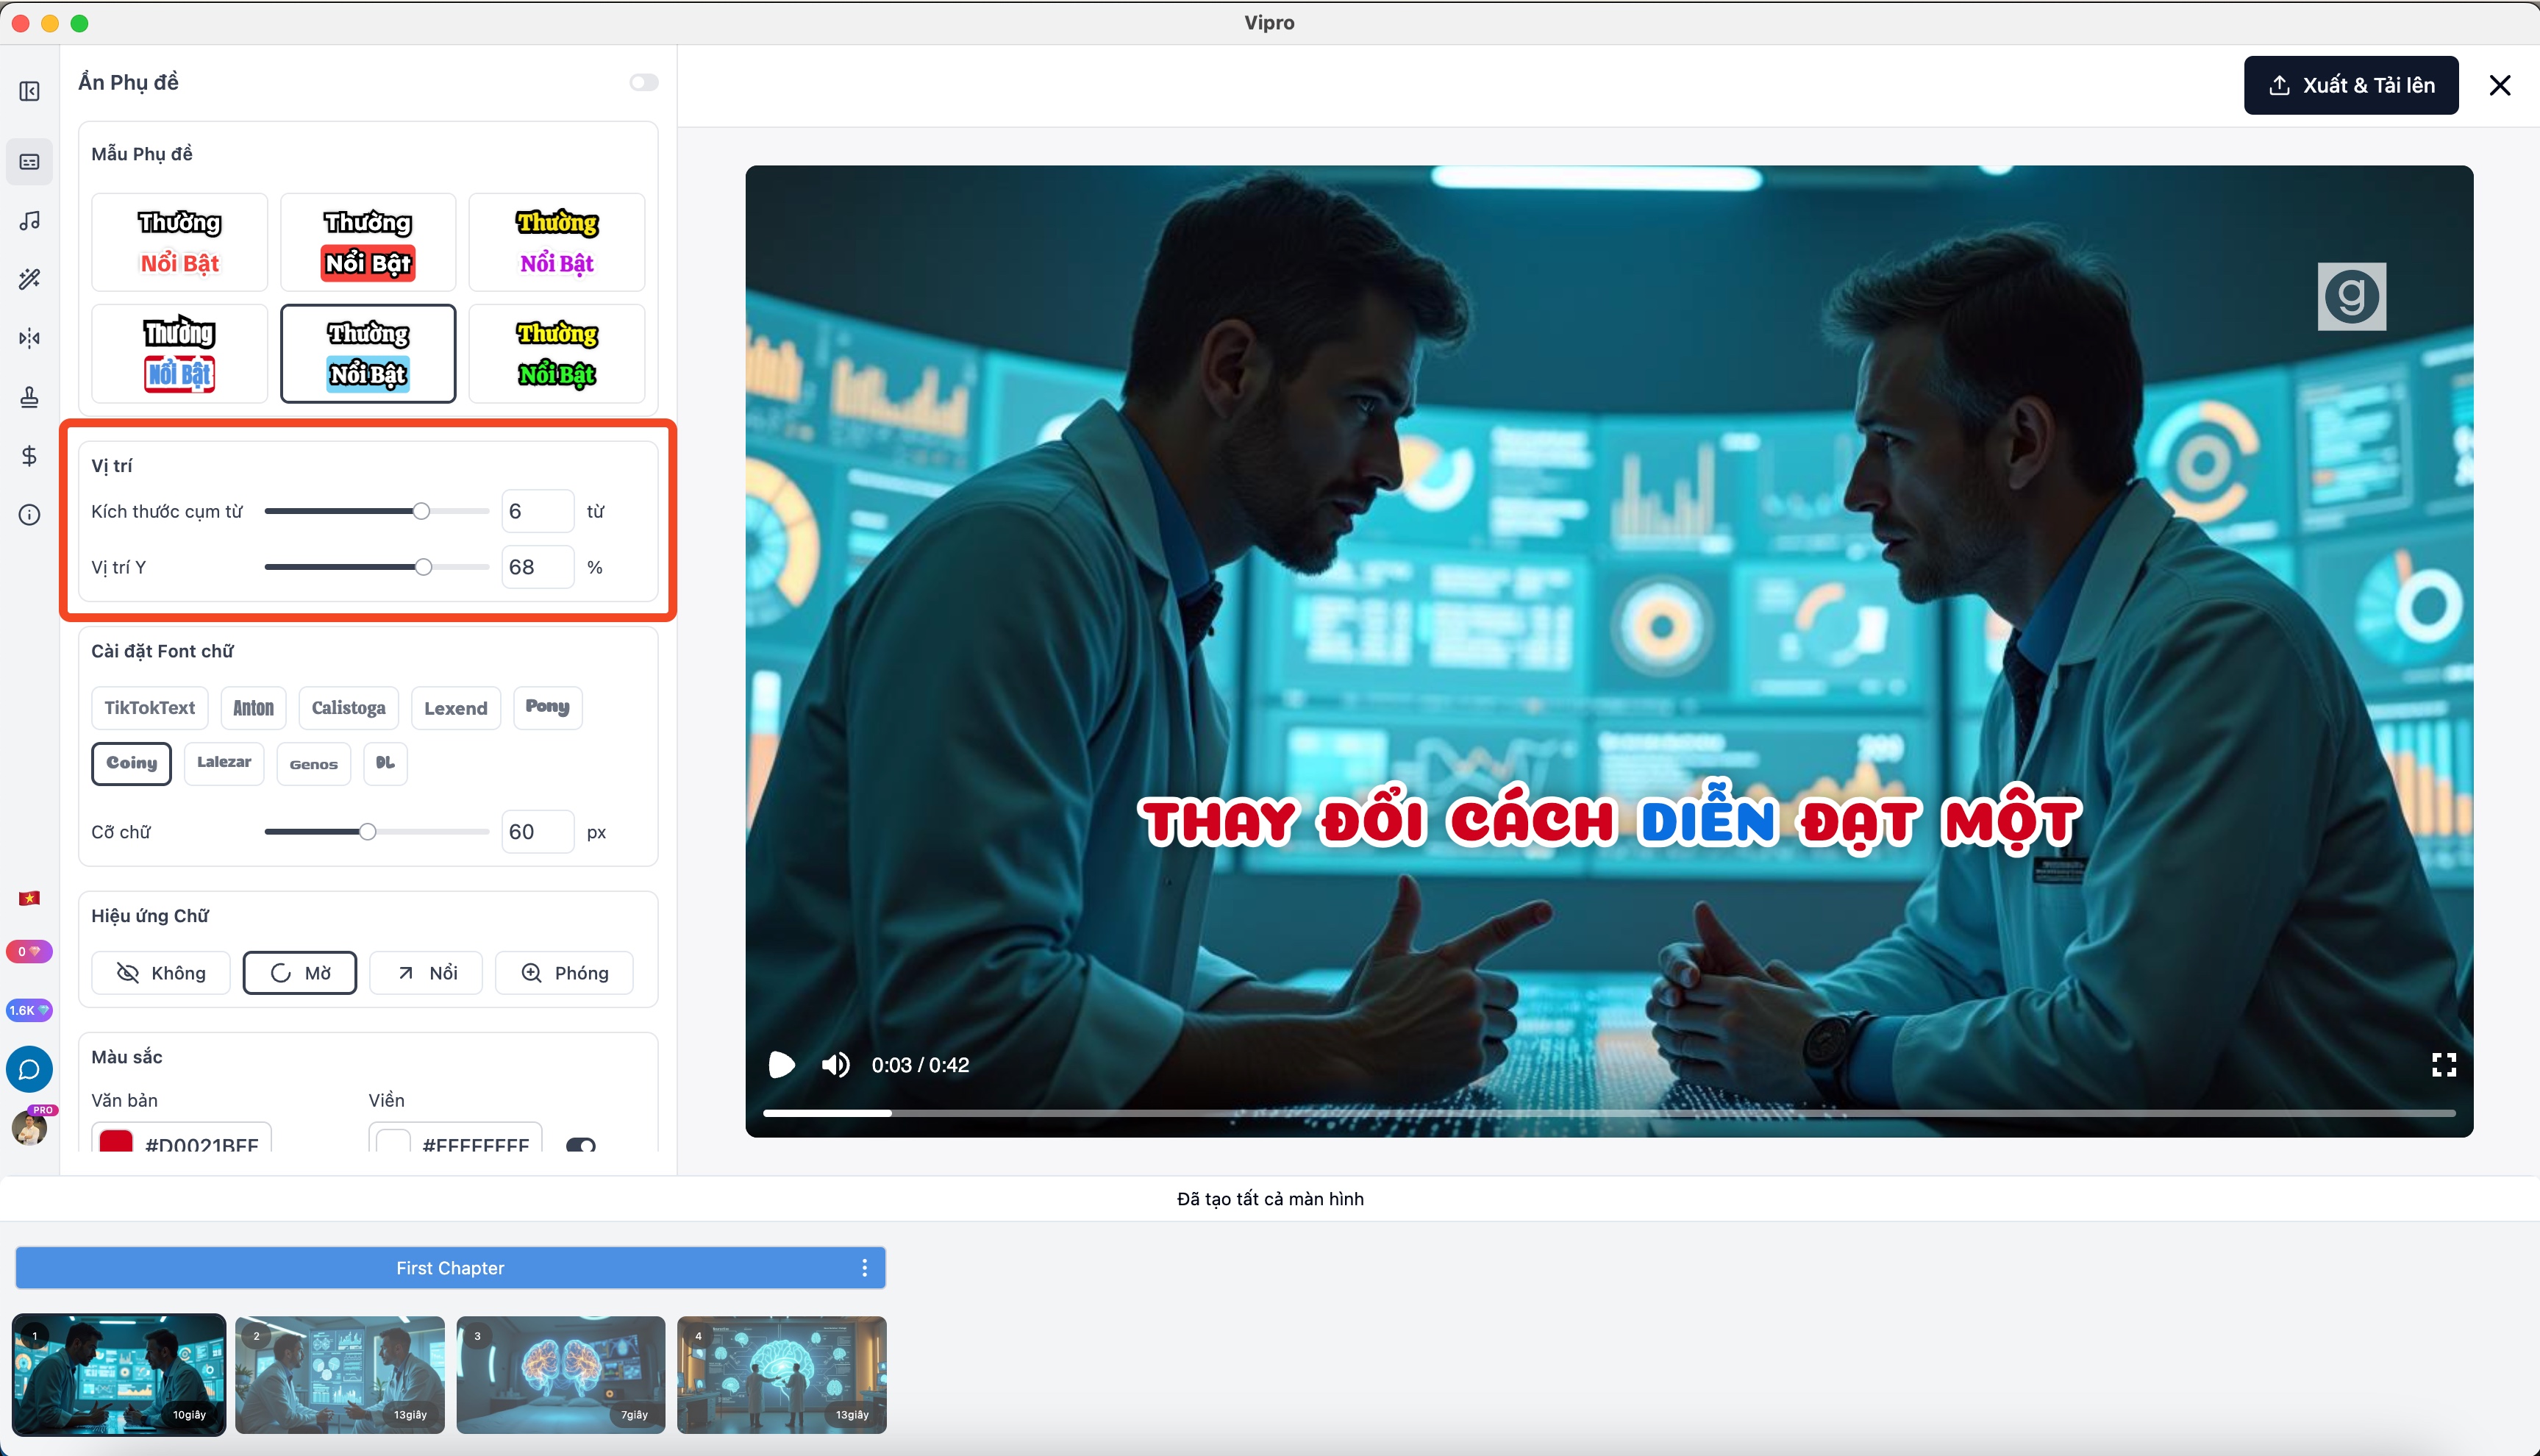 Vipro
Ẩn Phụ đề
Xuất & Tải lên
Mẫu Phụ đề
Thường Thường Thường
Nổi Bật Nổi Bật Nổi Bật
Thường Thường Thường
Nổi Bật Nổi Bật Nổi Bật
Vị trí
Kích thước cụm từ 6 từ
Vị trí Y 68 %
Cài đặt Font chữ
TikTokText Anton Calistoga Lexend Pony
Coiny Lalezar Genos ĐL
Cỡ chữ 60 px
Hiệu ứng Chữ
Không Mờ Nổi Phóng
Màu sắc
Văn bản Viền
#D0021BFF #FFFFFFFF
0
1.6K
PRO
g
THAY ĐỔI CÁCH DIỄN ĐẠT MỘT
0:03 / 0:42
Đã tạo tất cả màn hình
First Chapter
1 2 3 4
10giây 13giây 7giây 13giây